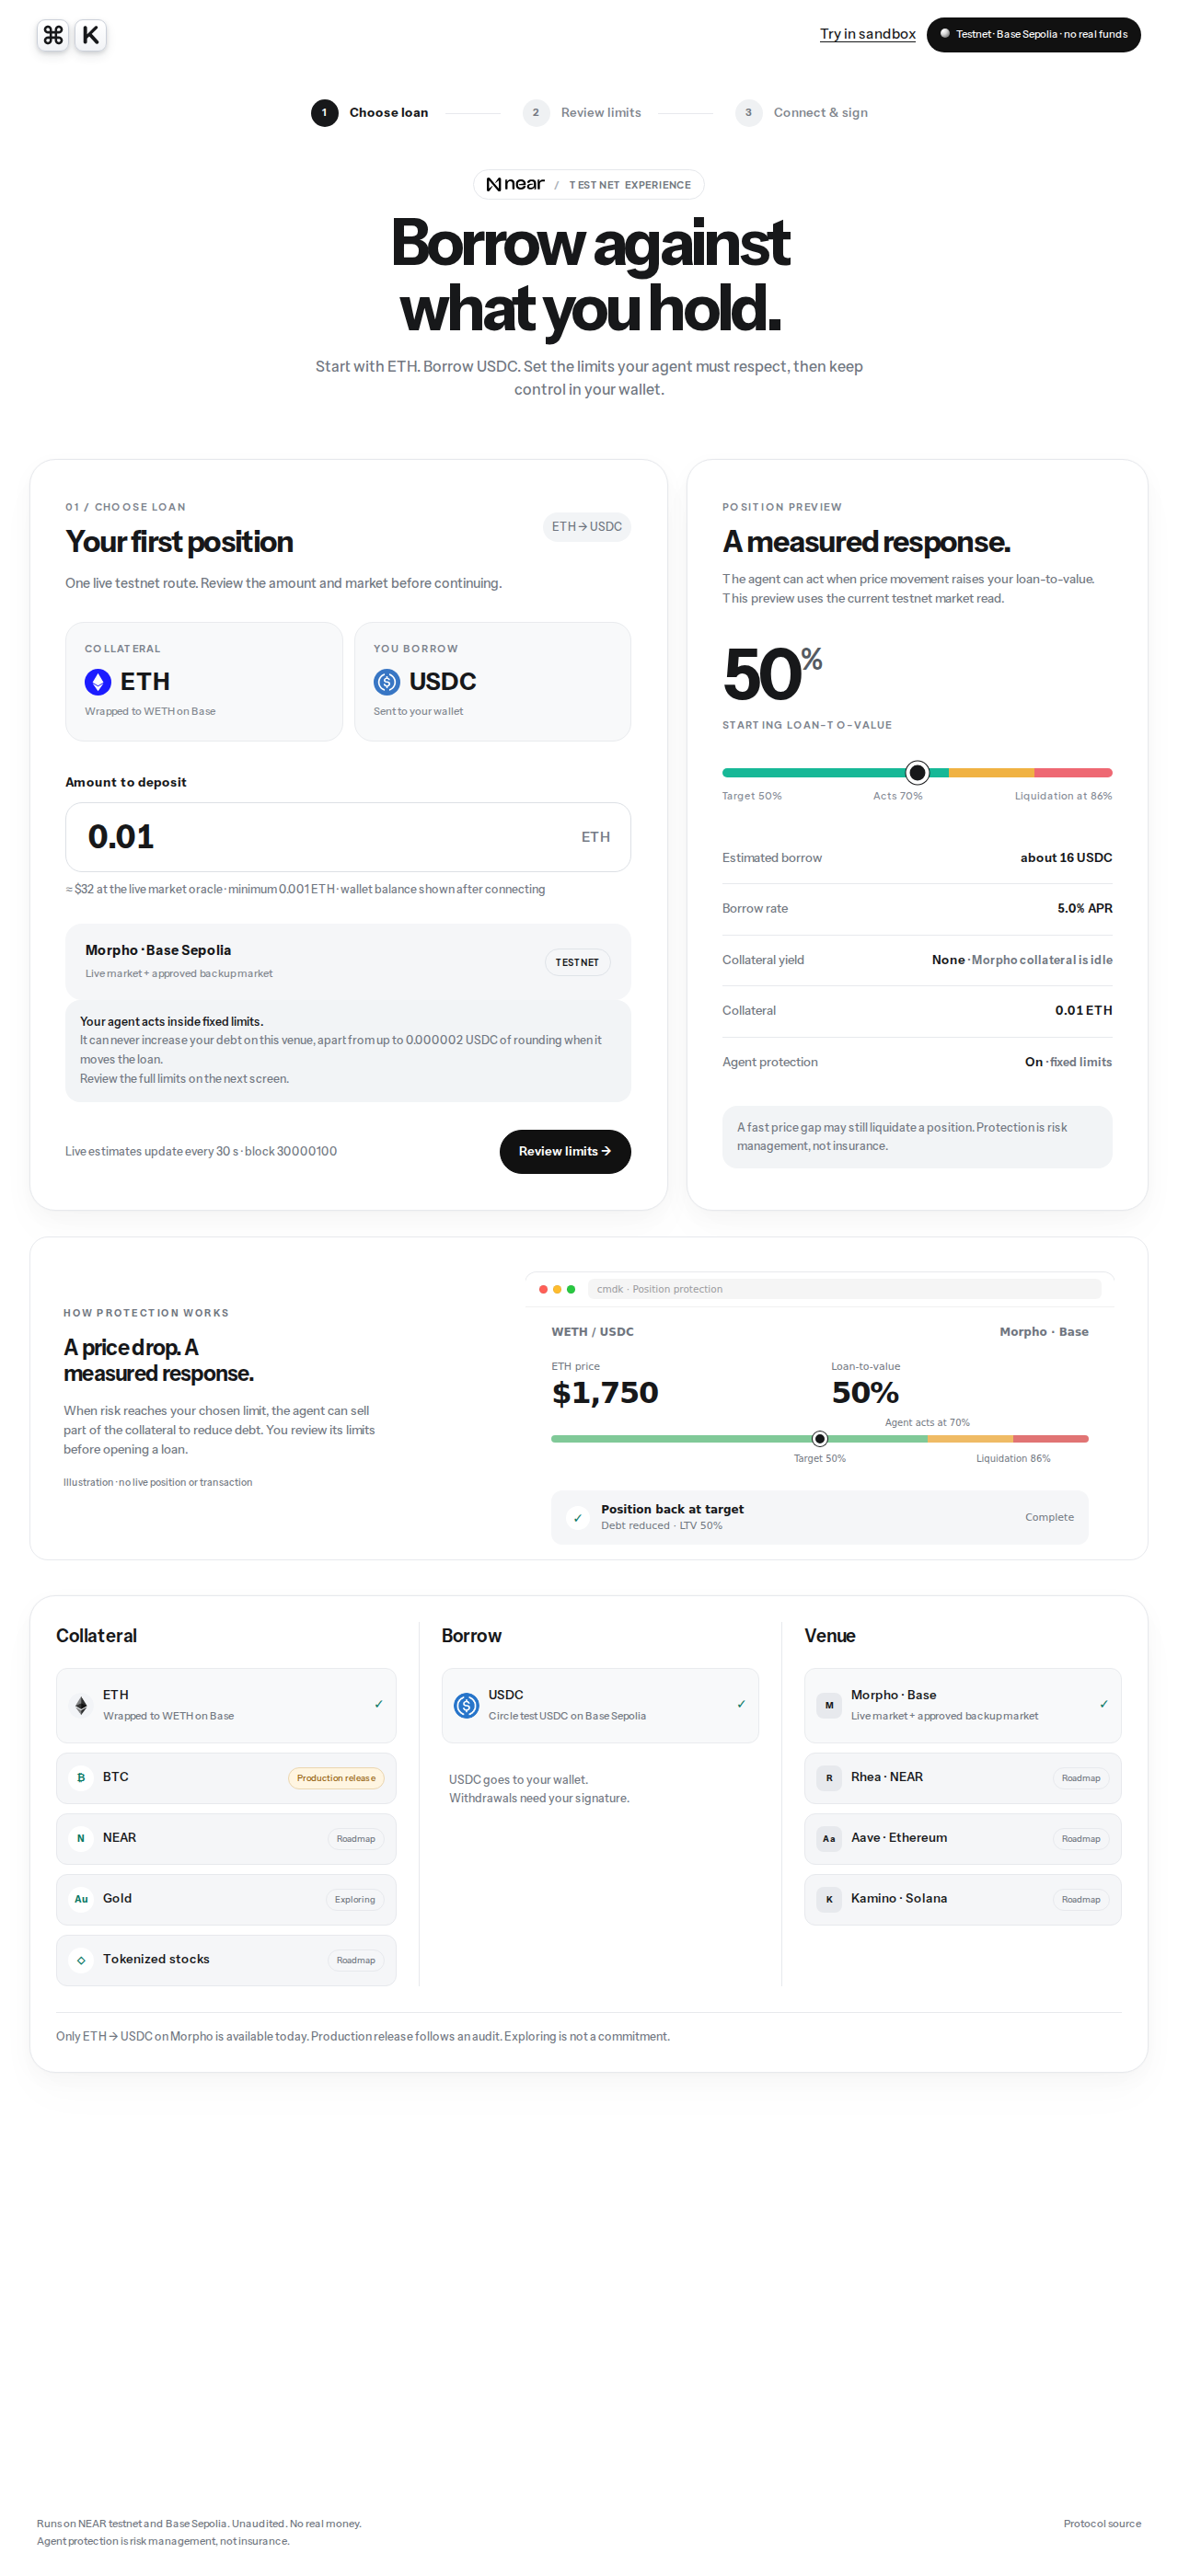 ⌘ K
Try in sandbox
Testnet · Base Sepolia · no real funds
1 Choose loan
2 Review limits
3 Connect & sign
near / TESTNET EXPERIENCE
Borrow against
what you hold.
Start with ETH. Borrow USDC. Set the limits your agent must respect, then keep
control in your wallet.
01 / CHOOSE LOAN
Your first position
ETH → USDC
One live testnet route. Review the amount and market before continuing.
COLLATERAL
ETH
Wrapped to WETH on Base
YOU BORROW
USDC
Sent to your wallet
Amount to deposit
0.01 ETH
≈ $32 at the live market oracle · minimum 0.001 ETH · wallet balance shown after connecting
Morpho · Base Sepolia
Live market + approved backup market
TESTNET
Your agent acts inside fixed limits.
It can never increase your debt on this venue, apart from up to 0.000002 USDC of rounding when it
moves the loan.
Review the full limits on the next screen.
Live estimates update every 30 s · block 30000100
Review limits →
POSITION PREVIEW
A measured response.
The agent can act when price movement raises your loan-to-value.
This preview uses the current testnet market read.
50%
STARTING LOAN-TO-VALUE
Target 50% Acts 70% Liquidation at 86%
Estimated borrow about 16 USDC
Borrow rate 5.0% APR
Collateral yield None · Morpho collateral is idle
Collateral 0.01 ETH
Agent protection On · fixed limits
A fast price gap may still liquidate a position. Protection is risk
management, not insurance.
HOW PROTECTION WORKS
A price drop. A
measured response.
When risk reaches your chosen limit, the agent can sell
part of the collateral to reduce debt. You review its limits
before opening a loan.
Illustration · no live position or transaction
cmdk · Position protection
WETH / USDC Morpho · Base
ETH price Loan-to-value
$1,750 50%
Agent acts at 70%
Target 50% Liquidation 86%
✓ Position back at target
Debt reduced · LTV 50%
Complete
Collateral
ETH
Wrapped to WETH on Base
✓
₿ BTC Production release
N NEAR Roadmap
Au Gold Exploring
◇ Tokenized stocks Roadmap
Borrow
USDC
Circle test USDC on Base Sepolia
✓
USDC goes to your wallet.
Withdrawals need your signature.
Venue
M Morpho · Base
Live market + approved backup market
✓
R Rhea · NEAR Roadmap
Aa Aave · Ethereum Roadmap
K Kamino · Solana Roadmap
Only ETH → USDC on Morpho is available today. Production release follows an audit. Exploring is not a commitment.
Runs on NEAR testnet and Base Sepolia. Unaudited. No real money.
Agent protection is risk management, not insurance.
Protocol source